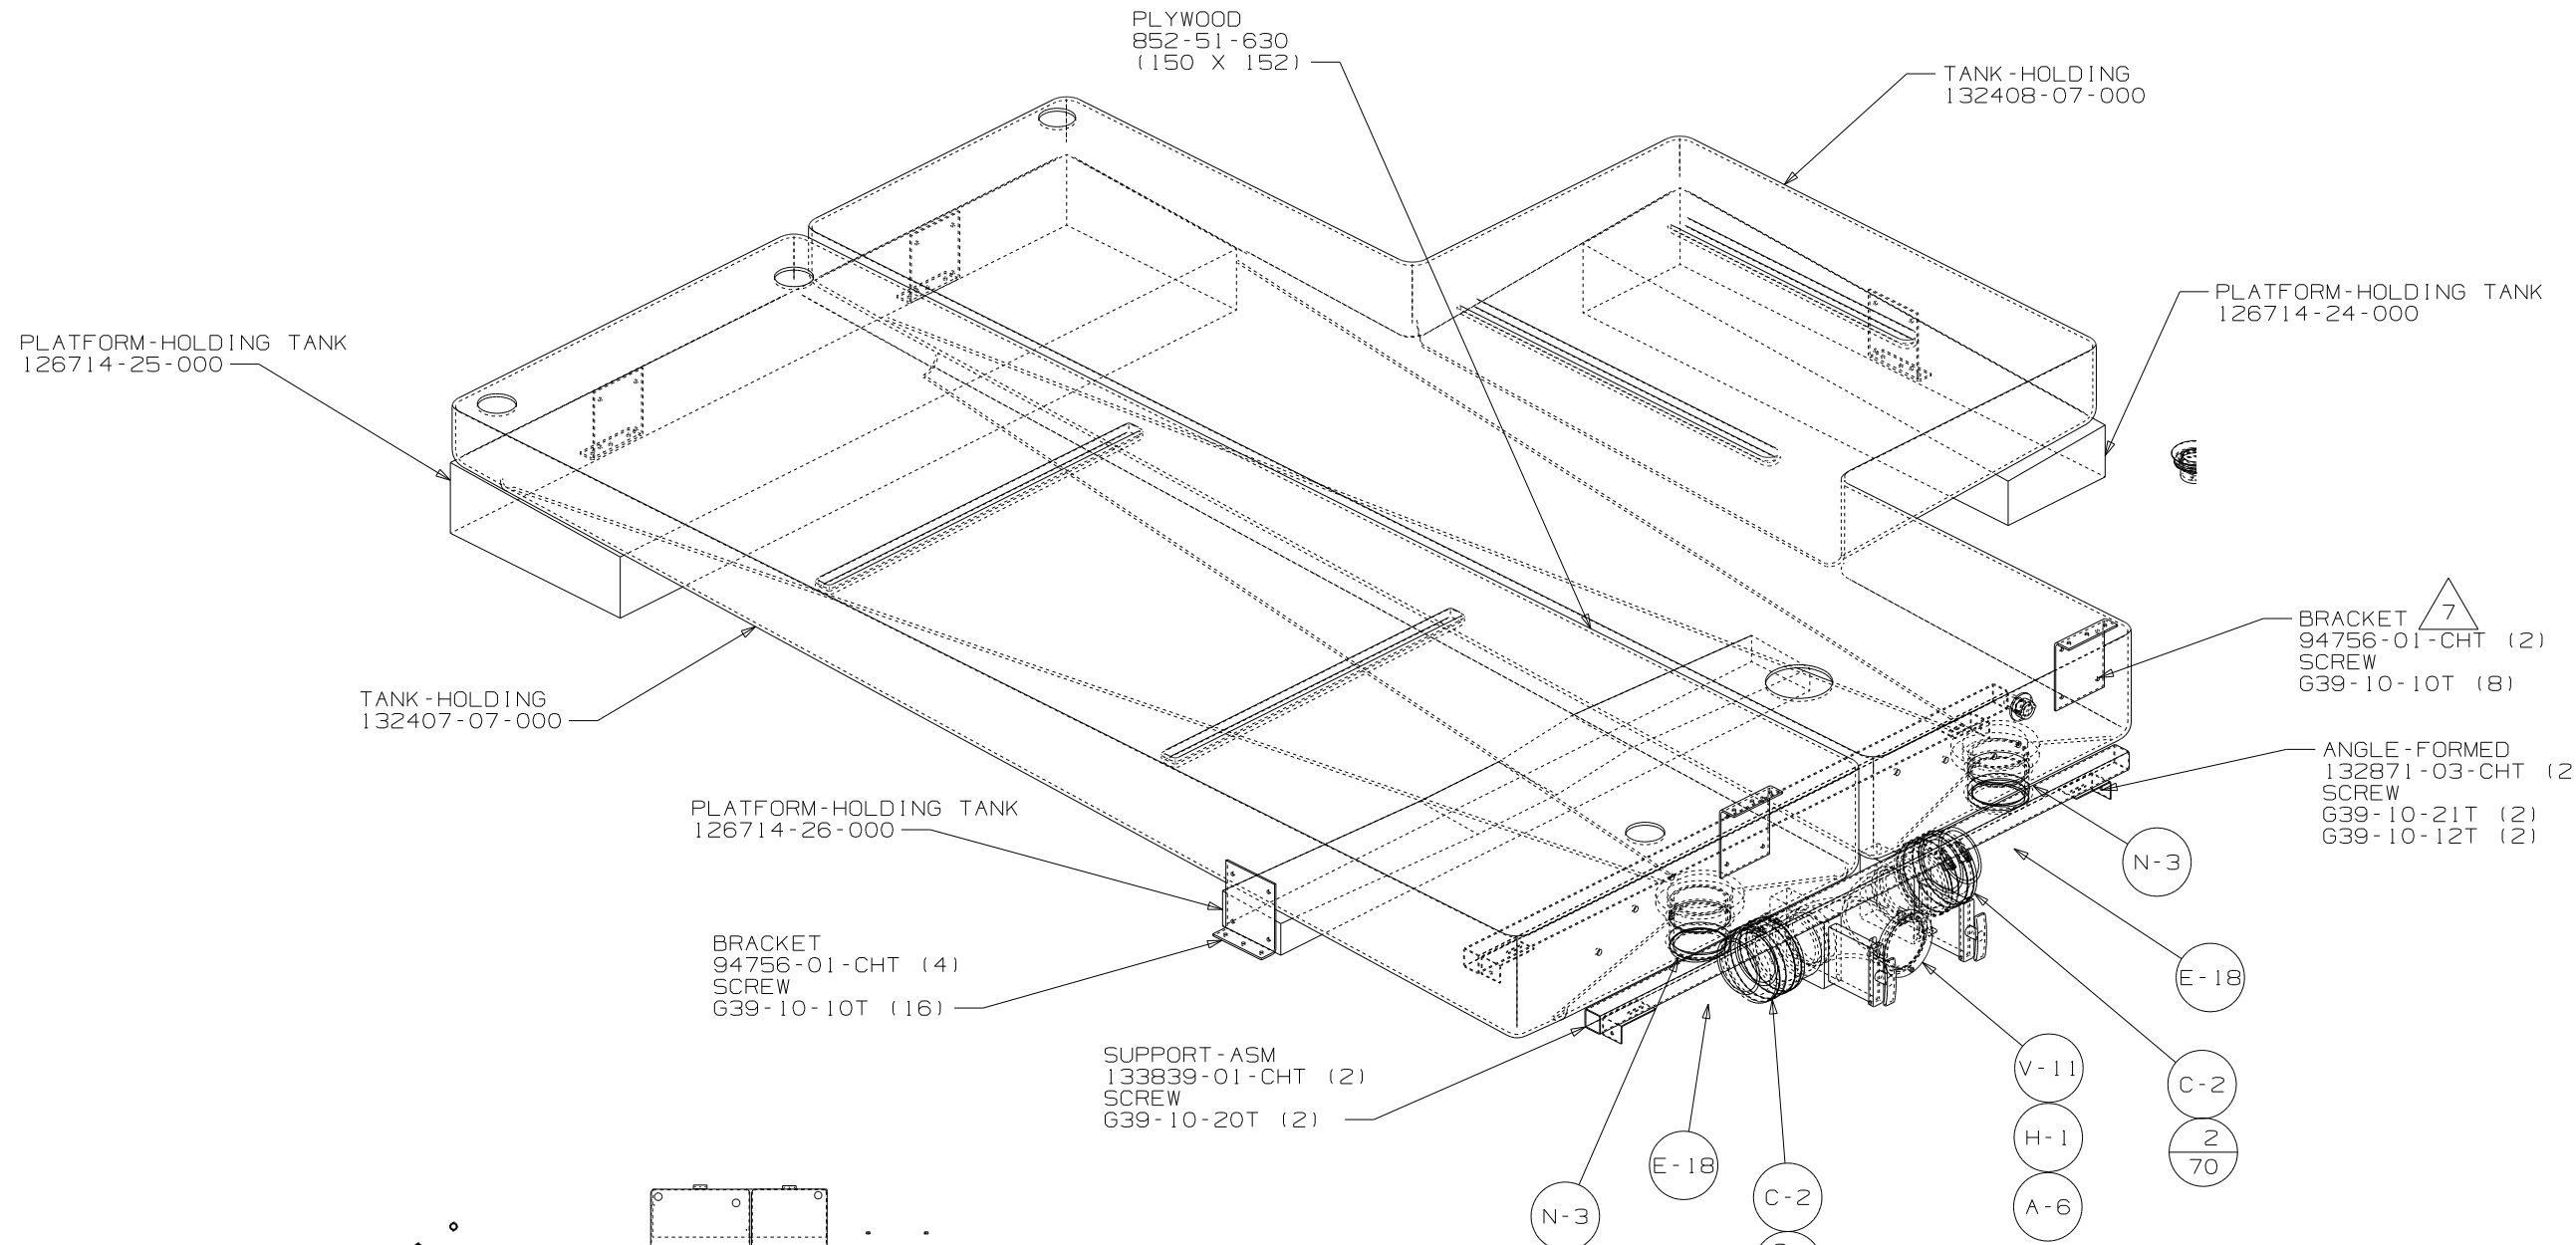 PLYWOOD
852-51-630
(150 X 152)
TANK-HOLDING
132408-07-000
PLATFORM-HOLDING TANK
126714-24-000
PLATFORM-HOLDING TANK
126714-25-000
BRACKET 7
94756-01-CHT (2)
SCREW
G39-10-10T (8)
TANK-HOLDING
132407-07-000
ANGLE-FORMED
132871-03-CHT (2
SCREW
G39-10-21T (2)
G39-10-12T (2)
PLATFORM-HOLDING TANK
126714-26-000
N-3
BRACKET
94756-01-CHT (4)
SCREW
G39-10-10T (16)
E-18
SUPPORT-ASM
133839-01-CHT (2)
SCREW
G39-10-20T (2)
V-11
C-2
H-1
2
70
E-18
C-2
A-6
N-3